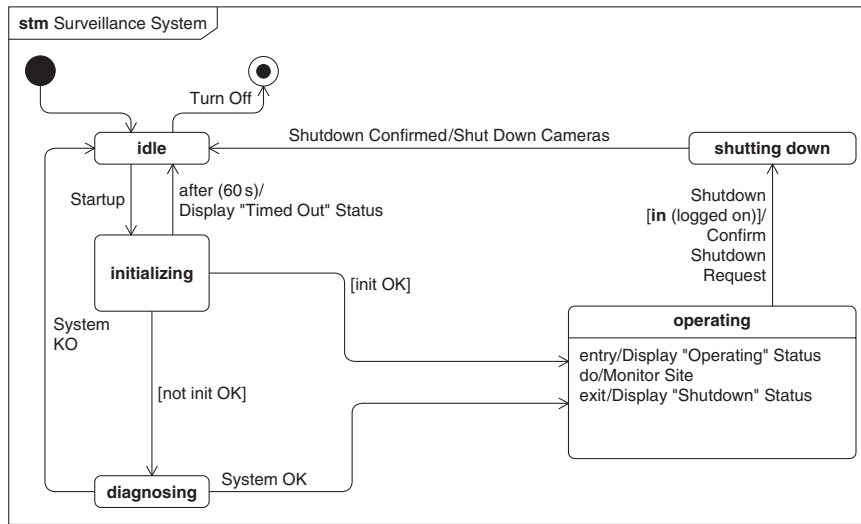 stm Surveillance System
Turn Off
idle
Shutdown Confirmed/Shut Down Cameras
shutting down
Startup
after (60 s)/
Display "Timed Out" Status
Shutdown
[in (logged on)]/
Confirm
Shutdown
Request
initializing
[init OK]
operating
entry/Display "Operating" Status
do/Monitor Site
exit/Display "Shutdown" Status
System
KO
[not init OK]
diagnosing
System OK